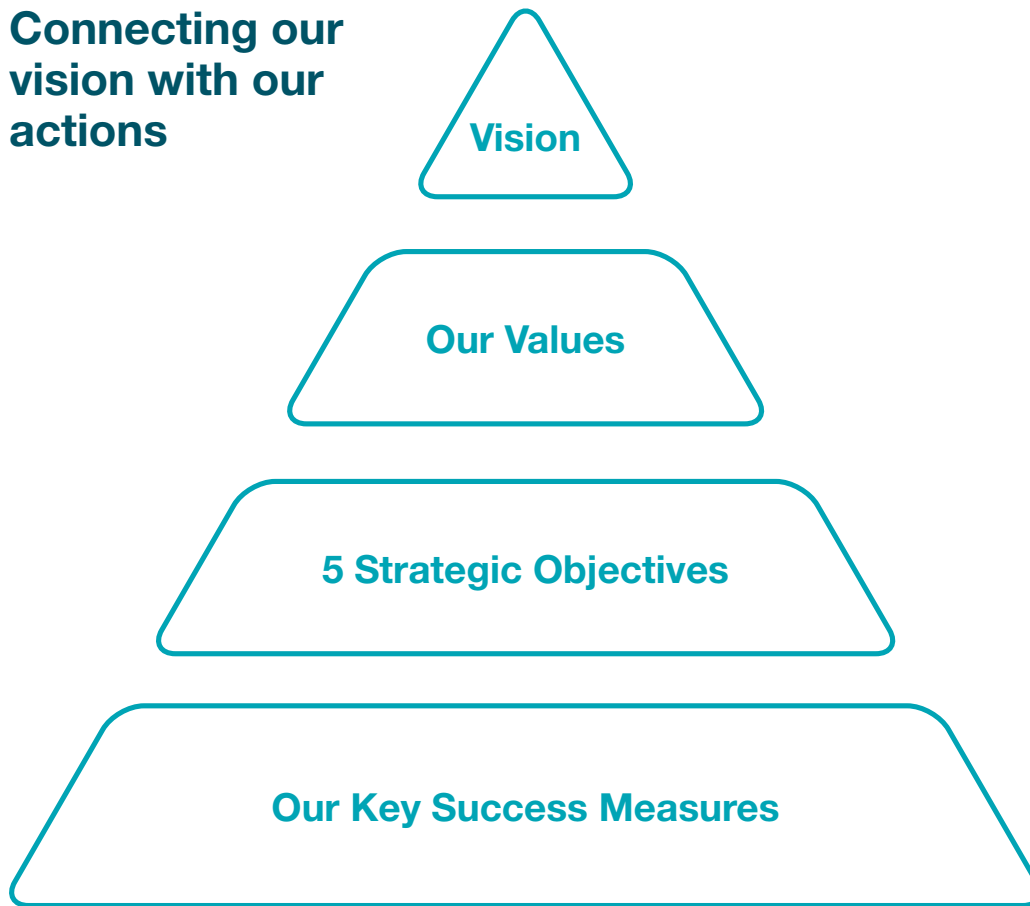 Connecting our
vision with our
actions
Vision
Our Values
5 Strategic Objectives
Our Key Success Measures